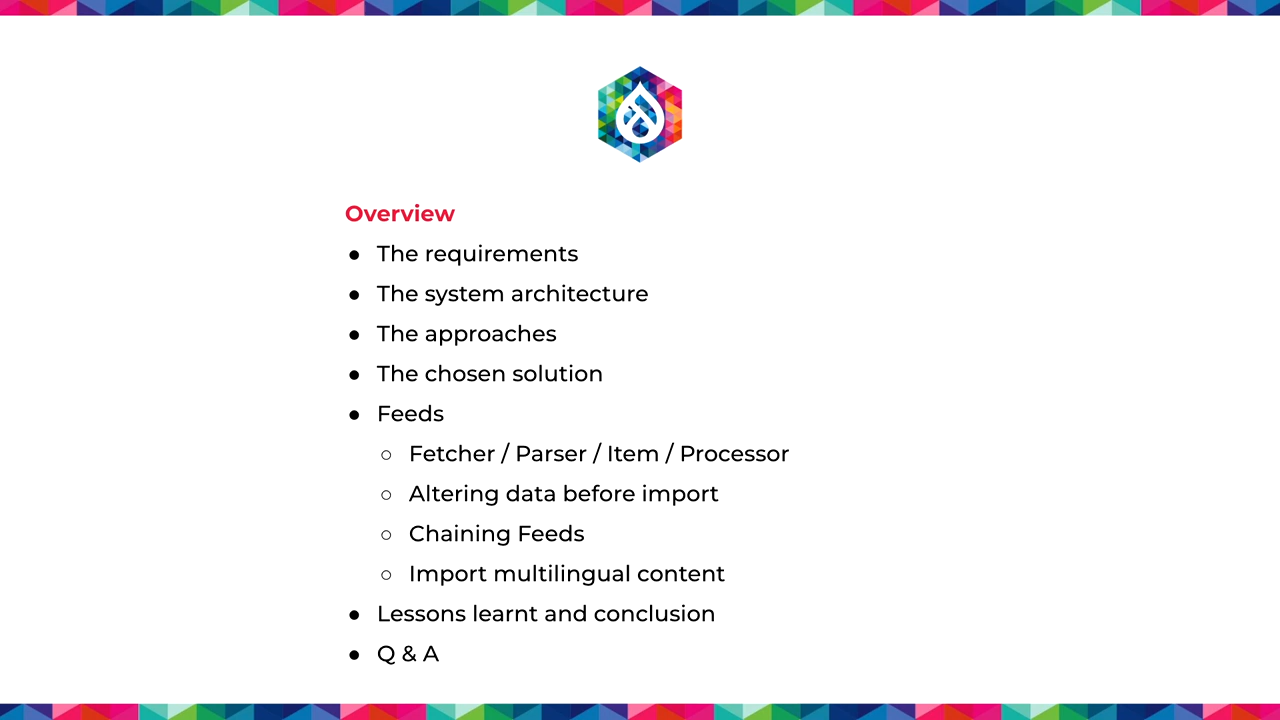 Overview
● The requirements
● The system architecture
● The approaches
● The chosen solution
● Feeds
○ Fetcher / Parser / Item / Processor
○ Altering data before import
○ Chaining Feeds
○ Import multilingual content
● Lessons learnt and conclusion
● Q & A